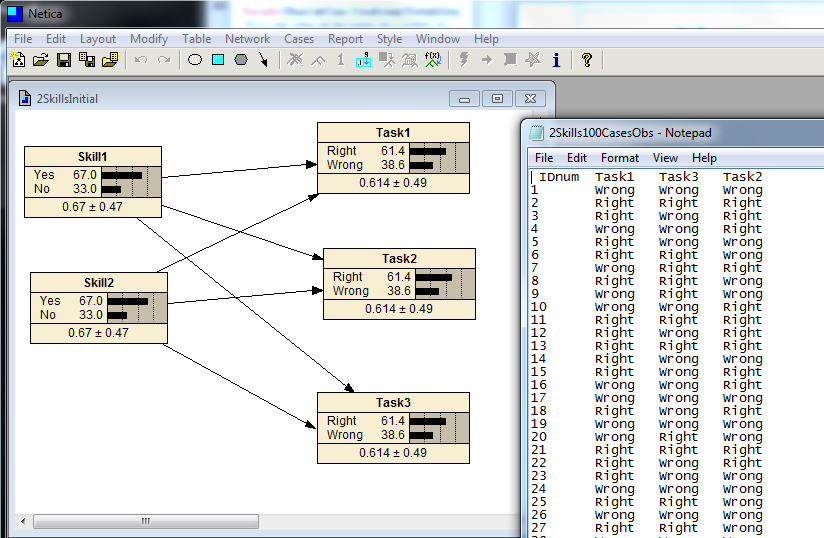 Netica
File Edit Layout Modify Table Network Cases Report Style Window Help
2SkillsInitial
Skill1
Yes 67.0
No 33.0
0.67 ± 0.47
Skill2
Yes 67.0
No 33.0
0.67 ± 0.47
Task1
Right 61.4
Wrong 38.6
0.614 ± 0.49
Task2
Right 61.4
Wrong 38.6
0.614 ± 0.49
Task3
Right 61.4
Wrong 38.6
0.614 ± 0.49
2Skills100CasesObs - Notepad
File Edit Format View Help
IDnum Task1 Task3 Task2
1 Wrong Wrong Wrong
2 Right Right Right
3 Right Wrong Right
4 Wrong Wrong Wrong
5 Right Right Wrong
6 Right Right Wrong
7 Wrong Right Wrong
8 Right Right Right
9 Wrong Right Wrong
10 Wrong Wrong Right
11 Right Right Right
12 Right Wrong Right
13 Right Right Right
14 Right Wrong Wrong
15 Right Wrong Right
16 Wrong Wrong Right
17 Wrong Wrong Wrong
18 Right Wrong Right
19 Wrong Wrong Wrong
20 Wrong Right Wrong
21 Right Right Wrong
22 Right Wrong Right
23 Right Wrong Right
24 Wrong Wrong Wrong
25 Right Right Wrong
26 Wrong Wrong Wrong
27 Right Right Wrong